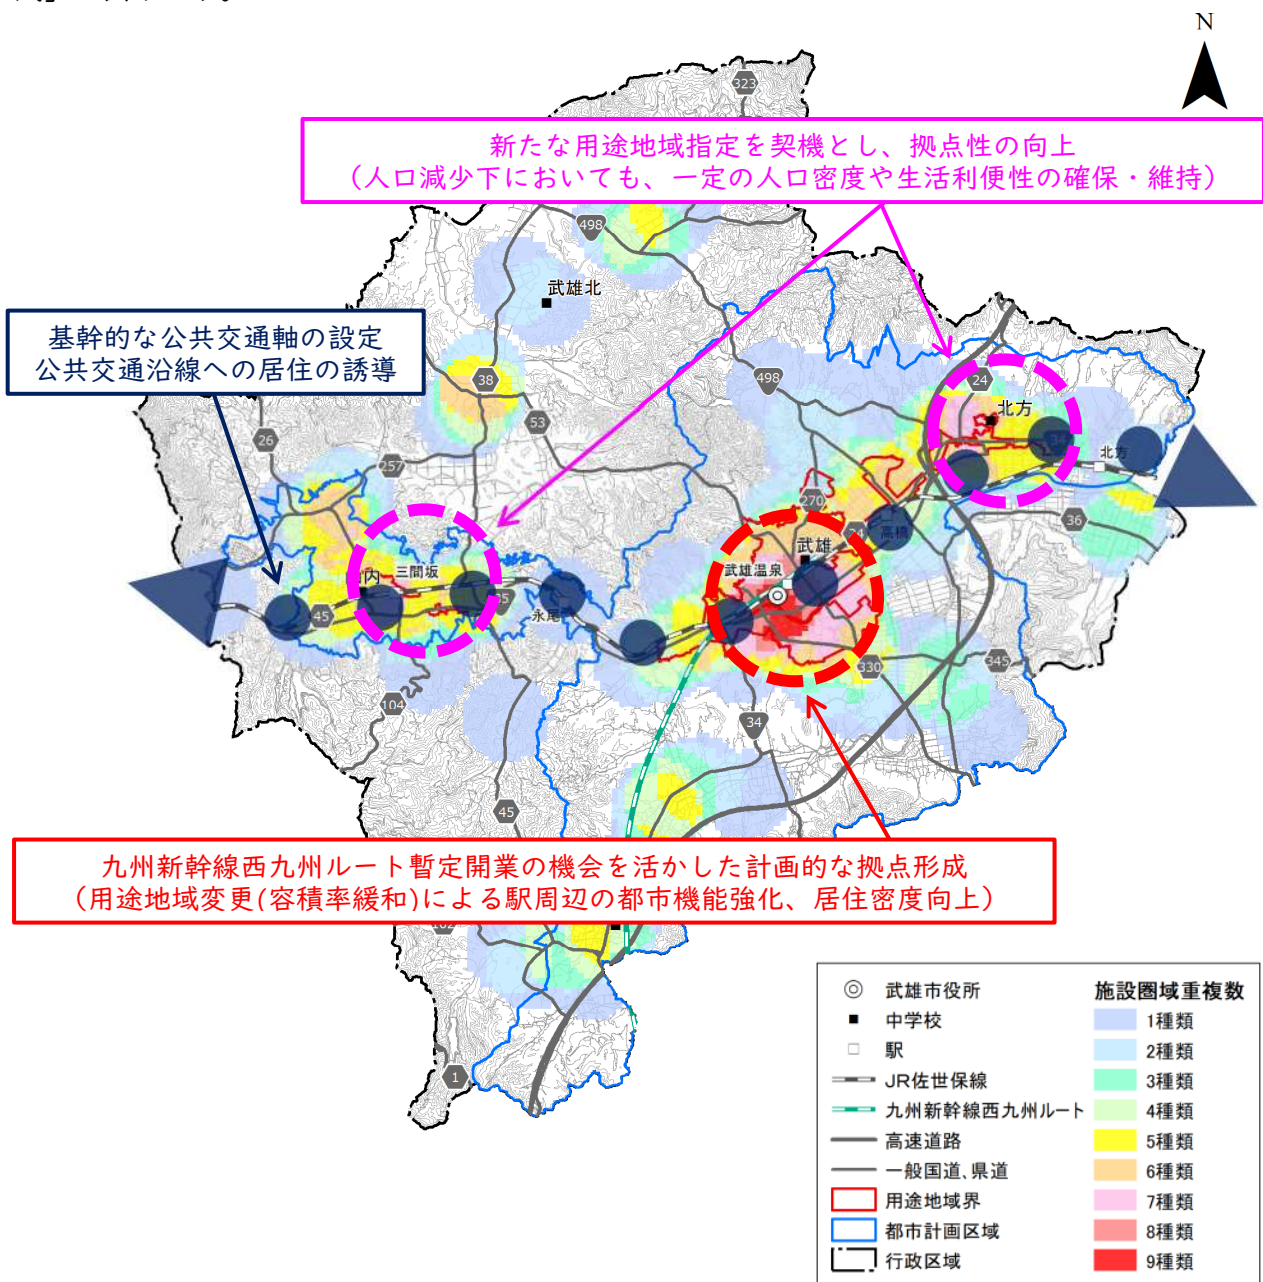 N
323
新たな用途地域指定を契機とし、拠点性の向上
（人口減少下においても、一定の人口密度や生活利便性の確保・維持）
498
武雄北
基幹的な公共交通軸の設定
公共交通沿線への居住の誘導
38
498
24
北方
53
26
34
北方
257
270
36
34
高橋
武雄
武雄温泉
三間坂
内
45
35
永尾
330
345
104
34
45
九州新幹線西九州ルート暫定開業の機会を活かした計画的な拠点形成
（用途地域変更(容積率緩和)による駅周辺の都市機能強化、居住密度向上）
102
1
武雄市役所
中学校
駅
JR佐世保線
九州新幹線西九州ルート
高速道路
一般国道、県道
用途地域界
都市計画区域
行政区域
施設圏域重複数
1種類
2種類
3種類
4種類
5種類
6種類
7種類
8種類
9種類